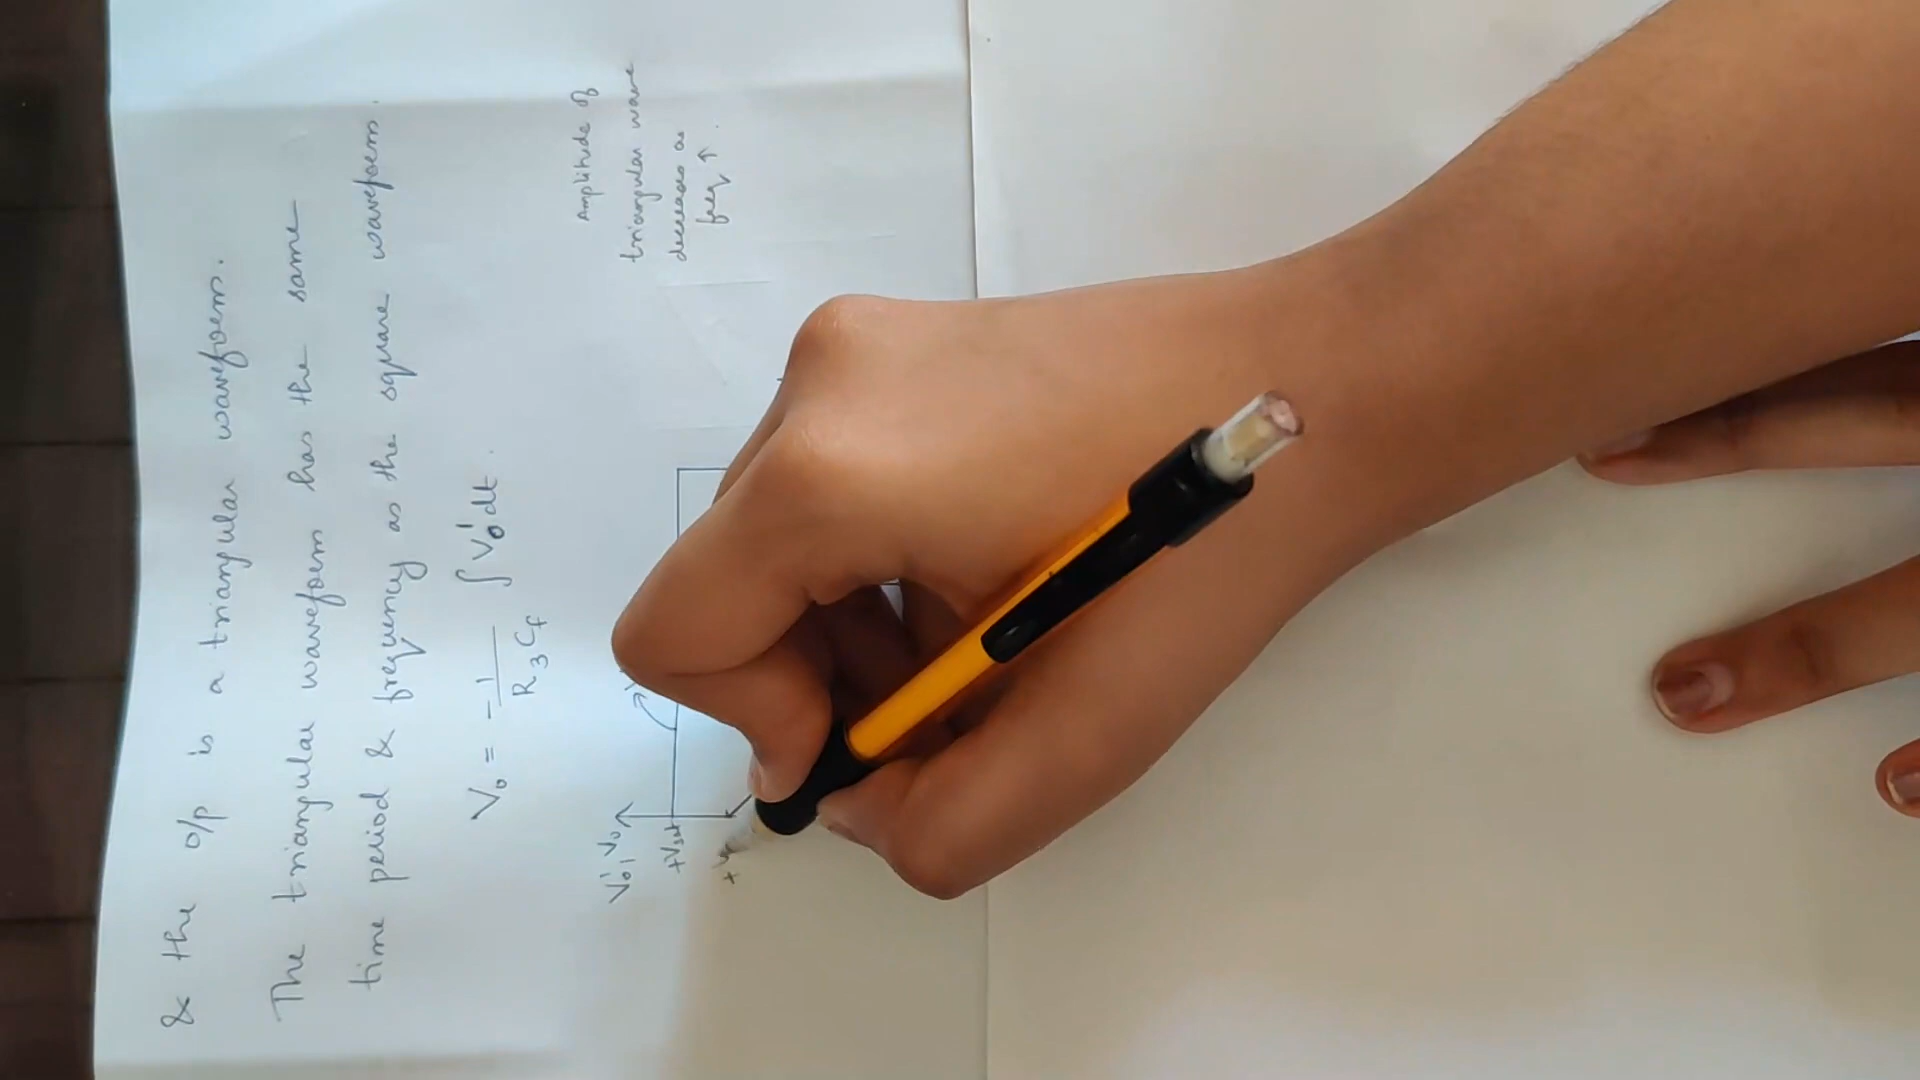 & the o/p is a triangular waveform.
The triangular waveform has the same
time period & frequency as the square waveform.
V₀ = -1/R₃Cf ∫ V₀' dt.
Amplitude of
triangular wave
decreases as
freq ↑.
V₀', V₀
+Vsat
+